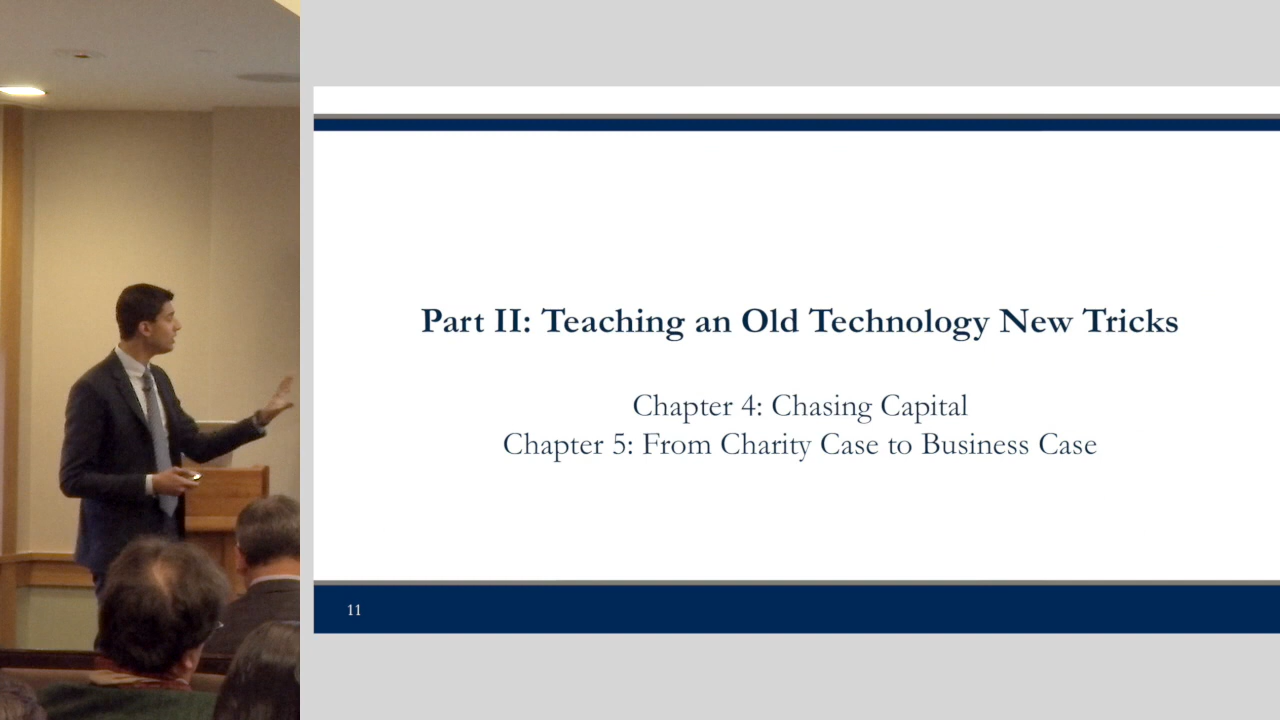 Part II: Teaching an Old Technology New Tricks
Chapter 4: Chasing Capital
Chapter 5: From Charity Case to Business Case
11